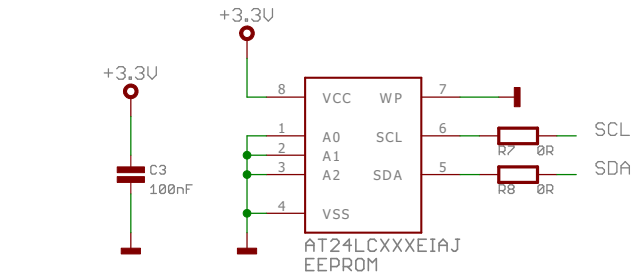 +3.3V
+3.3V
8 VCC WP 7
1 A0 SCL 6 SCL
2 A1 R7 0R
3 A2 SDA 5 SDA
R8 0R
C3
100nF
4 VSS
AT24LCXXXEIAJ
EEPROM